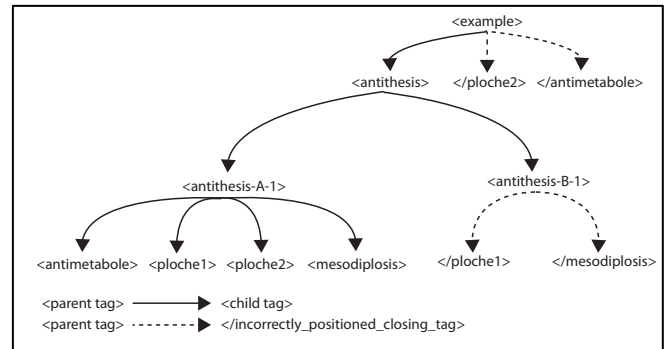 <example>
<antithesis> </ploche2> </antimetabole>
<antithesis-A-1> <antithesis-B-1>
<antimetabole> <ploche1> <ploche2> <mesodiplosis> </ploche1> </mesodiplosis>
<parent tag> <child tag>
<parent tag> </incorrectly_positioned_closing_tag>